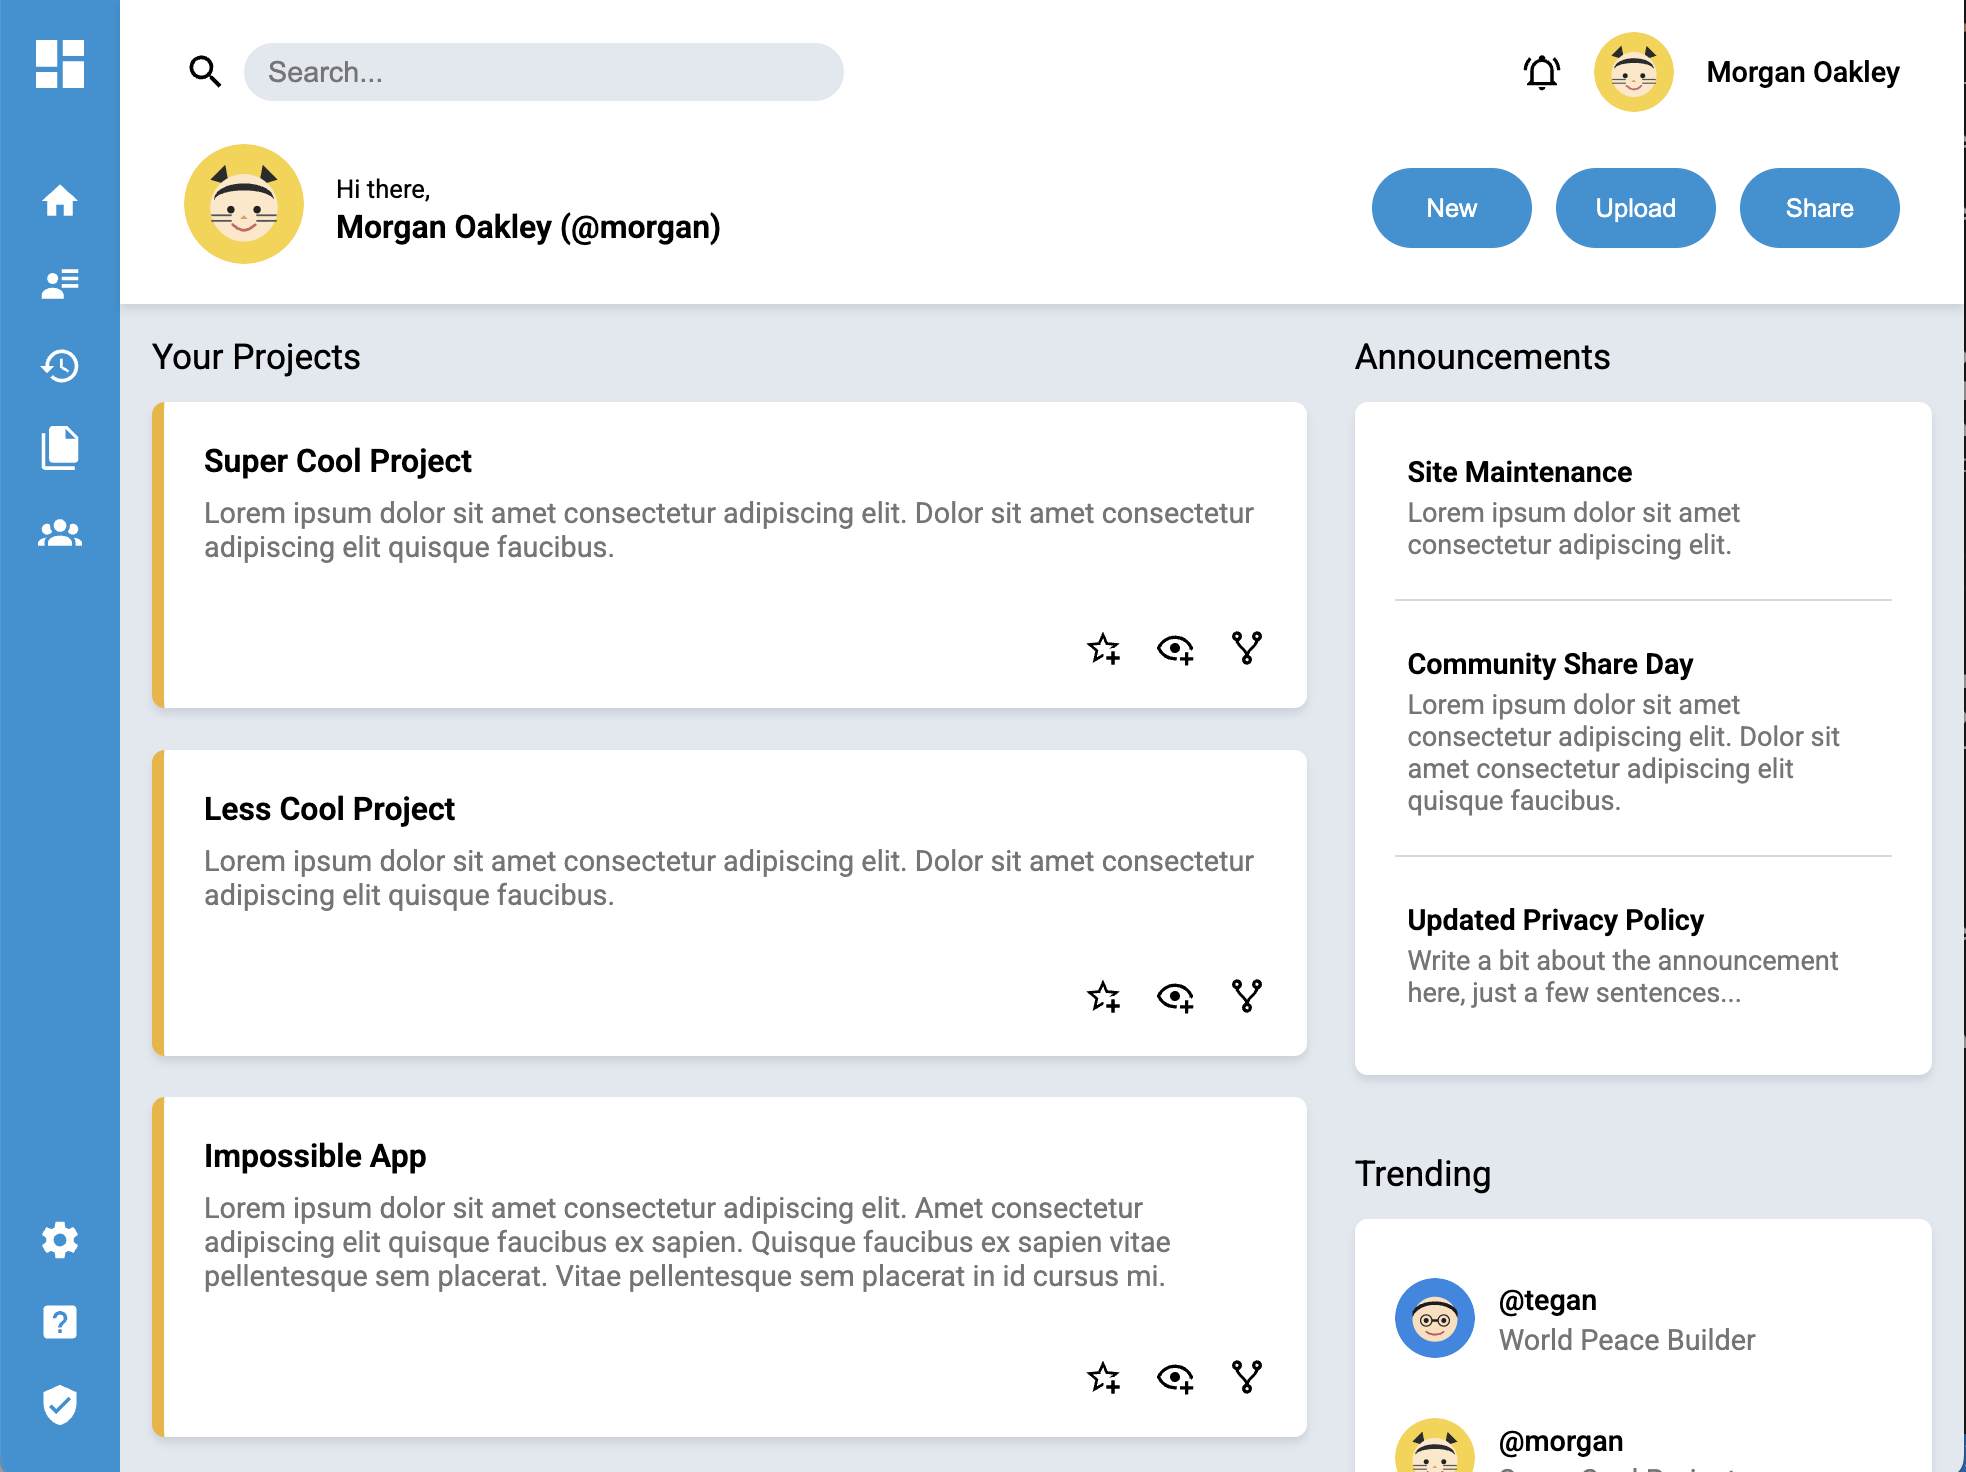 Search...
Morgan Oakley
Hi there,
Morgan Oakley (@morgan)
New
Upload
Share
Your Projects
Super Cool Project
Lorem ipsum dolor sit amet consectetur adipiscing elit. Dolor sit amet consectetur
adipiscing elit quisque faucibus.
Less Cool Project
Lorem ipsum dolor sit amet consectetur adipiscing elit. Dolor sit amet consectetur
adipiscing elit quisque faucibus.
Impossible App
Lorem ipsum dolor sit amet consectetur adipiscing elit. Amet consectetur
adipiscing elit quisque faucibus ex sapien. Quisque faucibus ex sapien vitae
pellentesque sem placerat. Vitae pellentesque sem placerat in id cursus mi.
Announcements
Site Maintenance
Lorem ipsum dolor sit amet
consectetur adipiscing elit.
Community Share Day
Lorem ipsum dolor sit amet
consectetur adipiscing elit. Dolor sit
amet consectetur adipiscing elit
quisque faucibus.
Updated Privacy Policy
Write a bit about the announcement
here, just a few sentences...
Trending
@tegan
World Peace Builder
@morgan